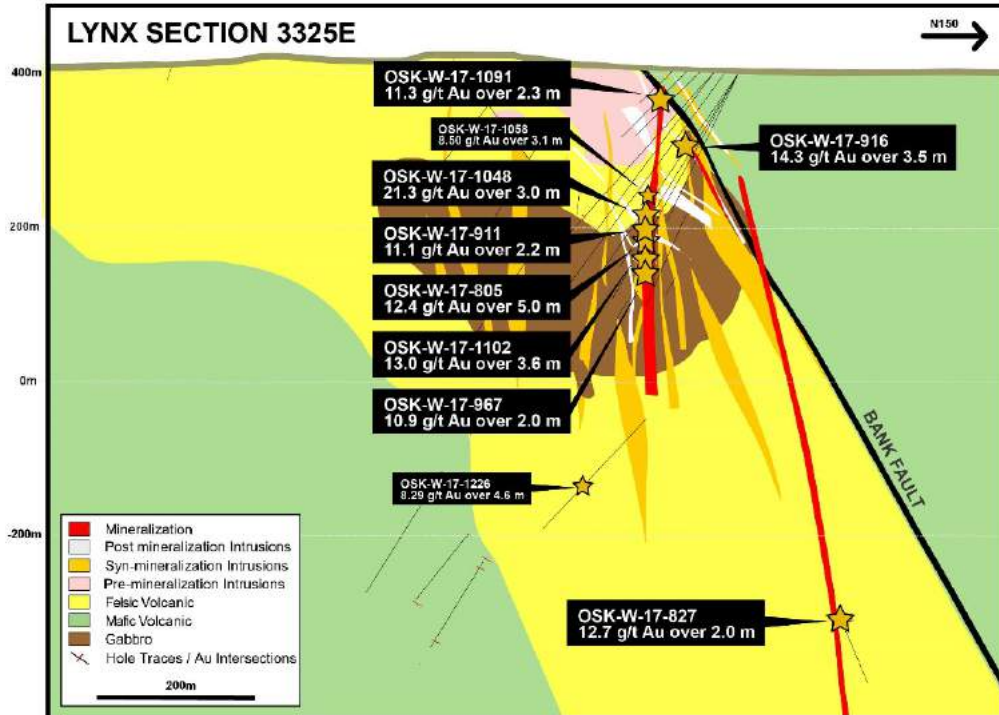 LYNX SECTION 3325E
N150
400m
200m
0m
-200m
OSK-W-17-1091
11.3 g/t Au over 2.3 m
OSK-W-17-1058
8.50 g/t Au over 3.1 m
OSK-W-17-1048
21.3 g/t Au over 3.0 m
OSK-W-17-911
11.1 g/t Au over 2.2 m
OSK-W-17-805
12.4 g/t Au over 5.0 m
OSK-W-17-1102
13.0 g/t Au over 3.6 m
OSK-W-17-967
10.9 g/t Au over 2.0 m
OSK-W-17-916
14.3 g/t Au over 3.5 m
OSK-W-17-1226
8.29 g/t Au over 4.6 m
OSK-W-17-827
12.7 g/t Au over 2.0 m
BANK FAULT
Mineralization
Post mineralization Intrusions
Syn-mineralization Intrusions
Pre-mineralization Intrusions
Felsic Volcanic
Mafic Volcanic
Gabbro
Hole Traces / Au Intersections
200m